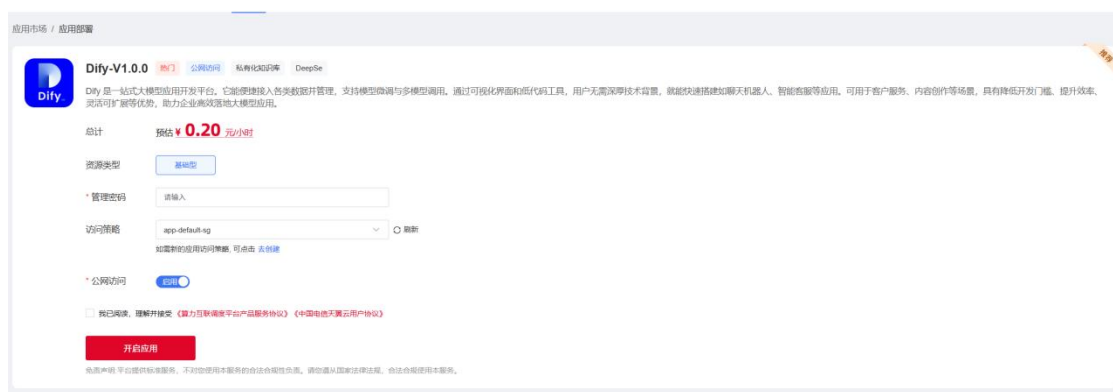 应用市场 / 应用部署
推荐
Dify-V1.0.0 热门 公网访问 私有化知识库 DeepSe
Dify.
Dify 是一站式大模型应用开发平台。它能便捷接入各类数据并管理，支持模型微调与多模型调用。通过可视化界面和低代码工具，用户无需深厚技术背景，就能快速搭建如聊天机器人、智能客服等应用。可用于客户服务、内容创作等场景，具有降低开发门槛、提升效率、
灵活可扩展等优势，助力企业高效落地大模型应用。
总计 预估 ¥ 0.20 元/小时
资源类型 基础型
* 管理密码 请输入
访问策略 app-default-sg 刷新
如需新的应用访问策略, 可点击 去创建
* 公网访问 启用
我已阅读、理解并接受《算力互联调度平台产品服务协议》《中国电信天翼云用户协议》
开启应用
免责声明:平台提供标准服务，不对您使用本服务的合法合规性负责。请您遵从国家法律法规，合法合规使用本服务。